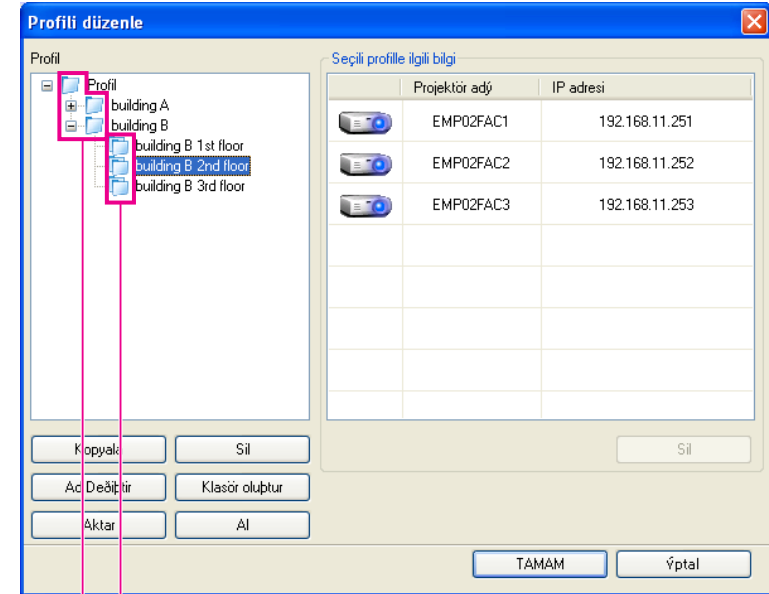 Profili düzenle
Profil
Seçili profille ilgili bilgi
Profil
building A
building B
building B 1st floor
building B 2nd floor
building B 3rd floor
Projektör adý
IP adresi
EMP02FAC1
192.168.11.251
EMP02FAC2
192.168.11.252
EMP02FAC3
192.168.11.253
Kopyala
Sil
Sil
Ad Deðiþtir
Klasör oluþtur
Aktar
Al
TAMAM
Ýptal